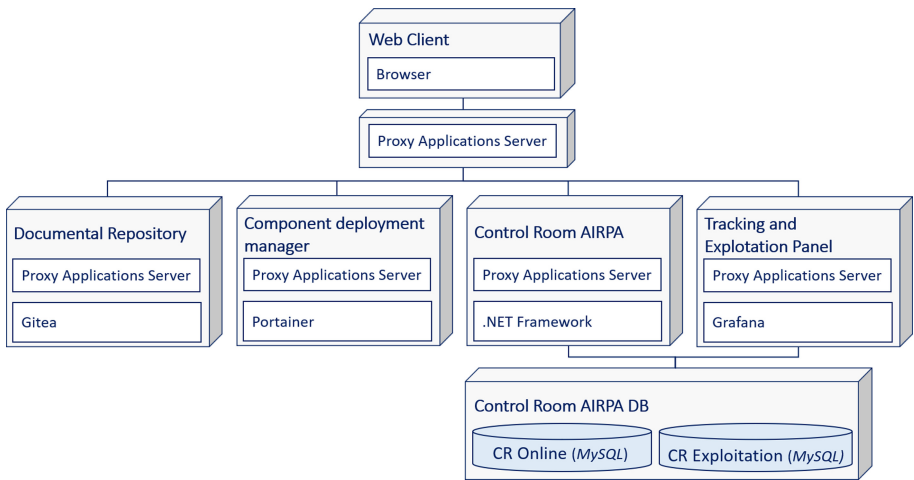 Web Client
Browser
Proxy Applications Server
Documental Repository
Proxy Applications Server
Gitea
Component deployment
manager
Proxy Applications Server
Portainer
Control Room AIRPA
Proxy Applications Server
.NET Framework
Tracking and
Explotation Panel
Proxy Applications Server
Grafana
Control Room AIRPA DB
CR Online (MySQL)
CR Exploitation (MySQL)